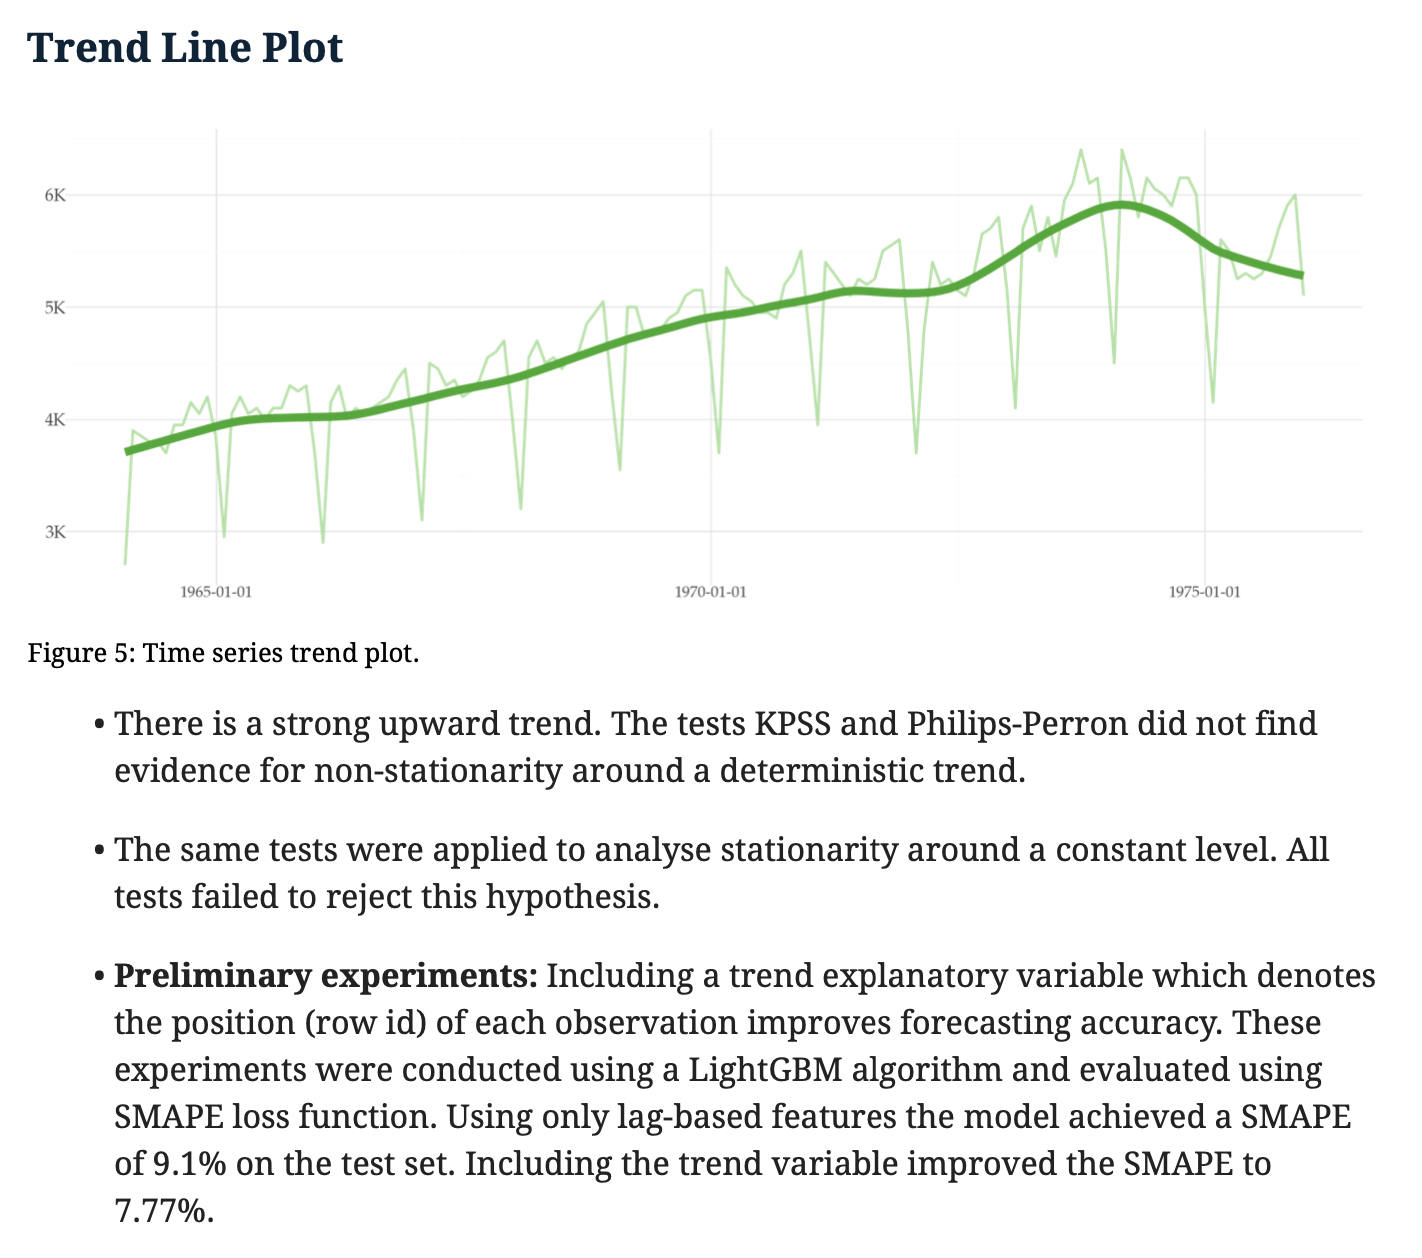 Trend Line Plot
6K
5K
4K
3K
1965-01-01 1970-01-01 1975-01-01
Figure 5: Time series trend plot.
• There is a strong upward trend. The tests KPSS and Philips-Perron did not find
evidence for non-stationarity around a deterministic trend.
• The same tests were applied to analyse stationarity around a constant level. All
tests failed to reject this hypothesis.
• Preliminary experiments: Including a trend explanatory variable which denotes
the position (row id) of each observation improves forecasting accuracy. These
experiments were conducted using a LightGBM algorithm and evaluated using
SMAPE loss function. Using only lag-based features the model achieved a SMAPE
of 9.1% on the test set. Including the trend variable improved the SMAPE to
7.77%.